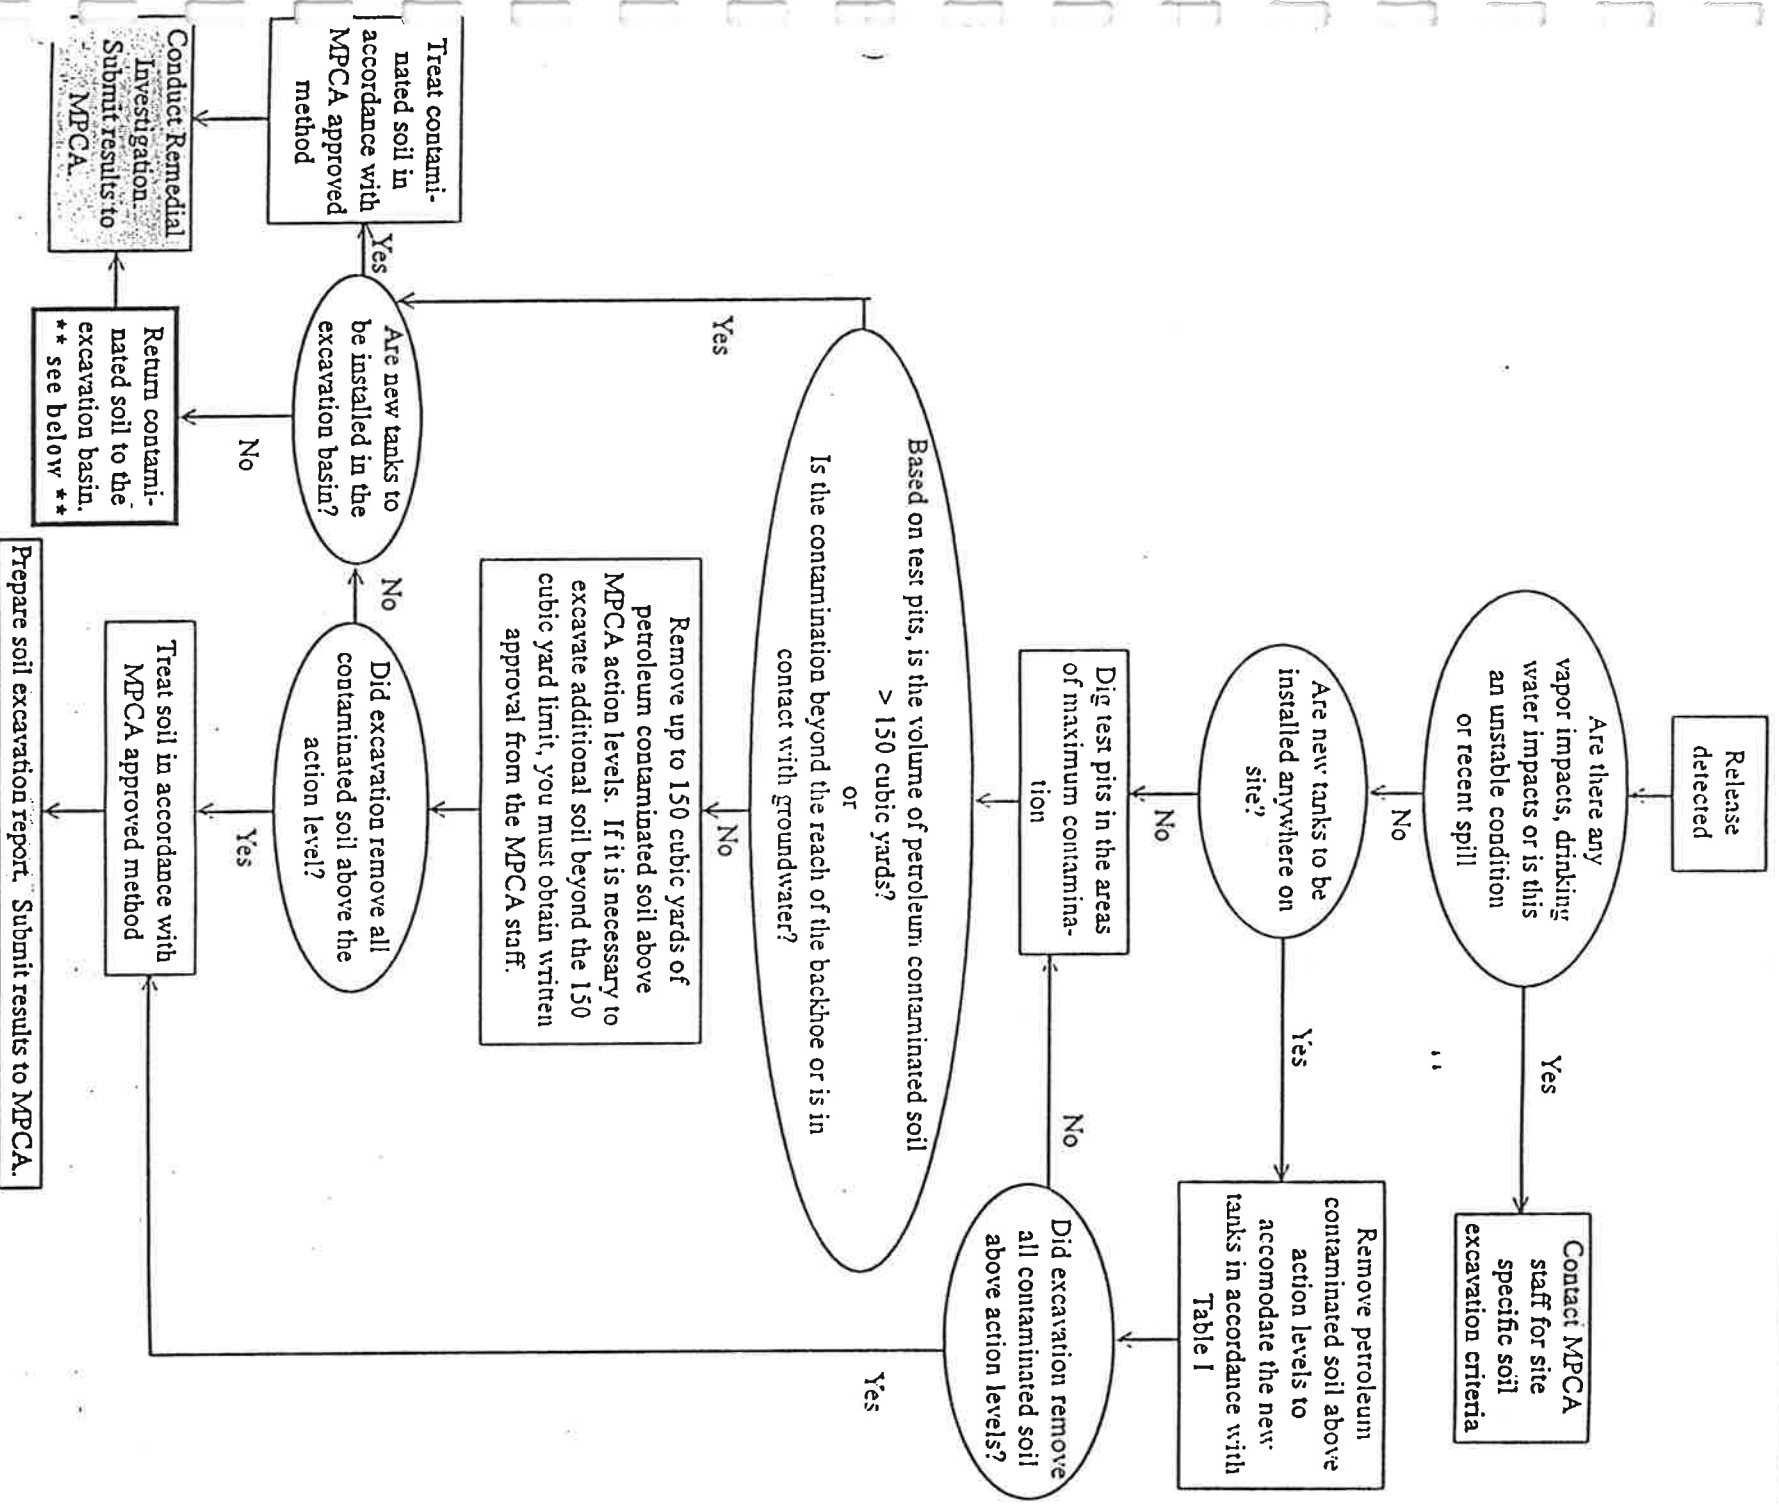 Release
detected
Are there any
vapor impacts, drinking
water impacts or is this
an unstable condition
or recent spill
Yes
Contact MPCA
staff for site
specific soil
excavation criteria
No
Are new tanks to be
installed anywhere on
site?
Yes
Remove petroleum
contaminated soil above
action levels to
accomodate the new
tanks in accordance with
Table I
No
Dig test pits in the areas
of maximum contamina-
tion
No
Did excavation remove
all contaminated soil
above action levels?
Yes
Based on test pits, is the volume of petroleum contaminated soil
> 150 cubic yards?
or
Is the contamination beyond the reach of the backhoe or is in
contact with groundwater?
Yes
No
Remove up to 150 cubic yards of
petroleum contaminated soil above
MPCA action levels. If it is necessary to
excavate additional soil beyond the 150
cubic yard limit, you must obtain written
approval from the MPCA staff.
Did excavation remove all
contaminated soil above the
action level?
No
Yes
Are new tanks to
be installed in the
excavation basin?
Yes
No
Treat contami-
nated soil in
accordance with
MPCA approved
method
Return contami-
nated soil to the
excavation basin.
** see below **
Conduct Remedial
Investigation.
Submit results to
MPCA.
Treat soil in accordance with
MPCA approved method
Prepare soil excavation report. Submit results to MPCA.